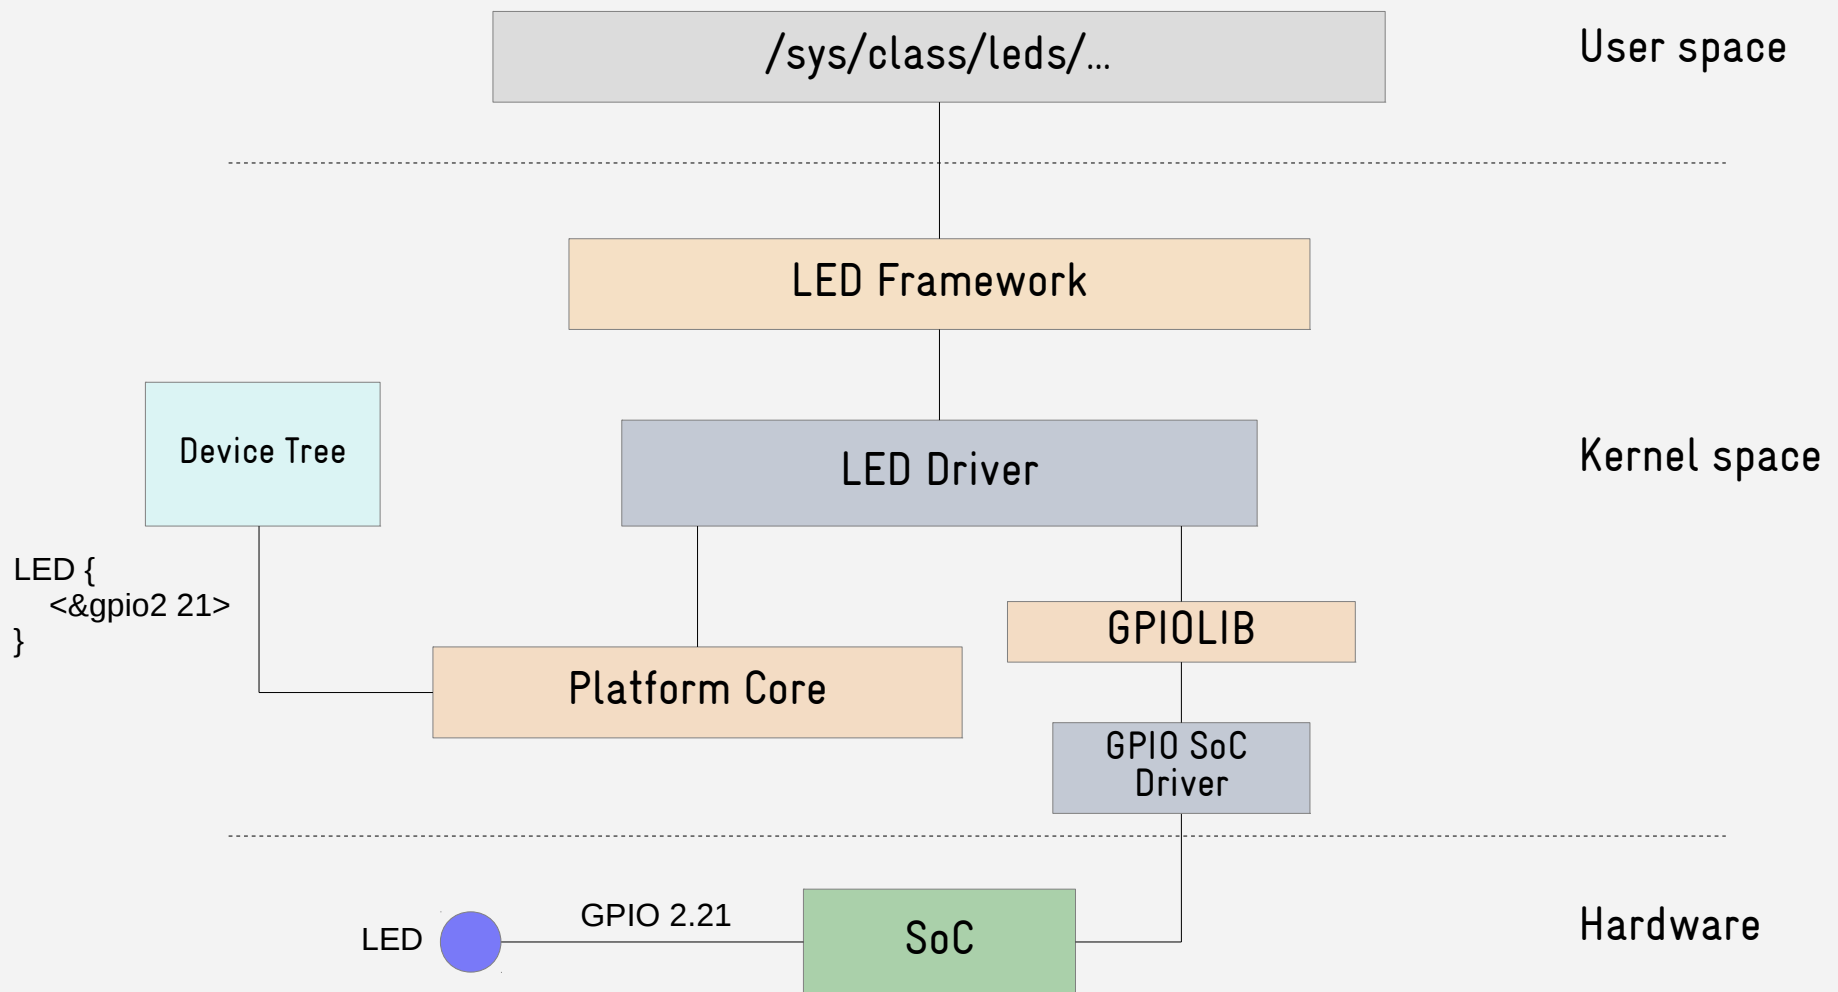 /sys/class/leds/...
User space
LED Framework
Device Tree
LED Driver
Kernel space
LED {
<&gpio2 21>
}
GPIOLIB
Platform Core
GPIO SoC
Driver
LED
GPIO 2.21
SoC
Hardware